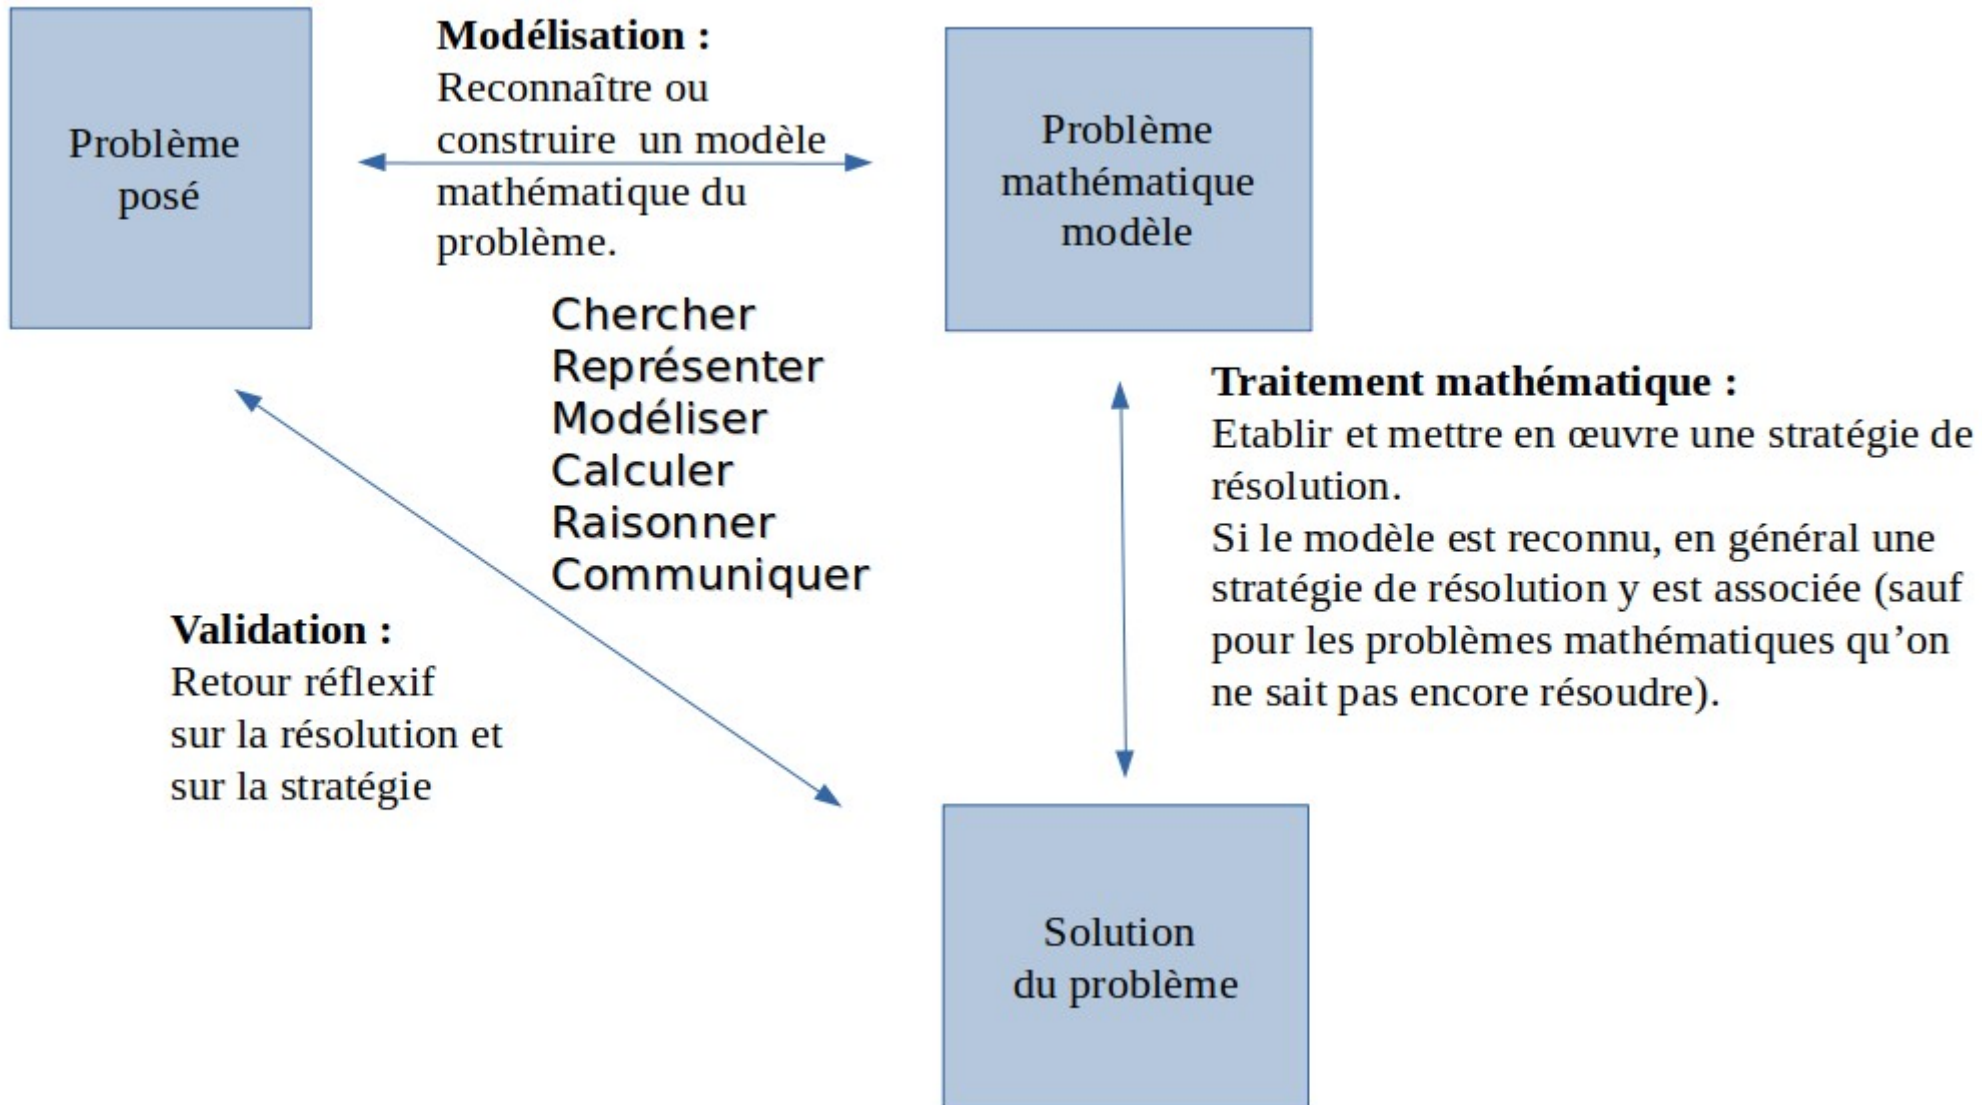 Problème
posé
Modélisation :
Reconnaître ou
construire  un modèle
mathématique du
problème.
Problème
mathématique
modèle
Chercher
Représenter
Modéliser
Calculer
Raisonner
Communiquer
Traitement mathématique :
Etablir et mettre en œuvre une stratégie de
résolution.
Si le modèle est reconnu, en général une
stratégie de résolution y est associée (sauf
pour les problèmes mathématiques qu’on
ne sait pas encore résoudre).
Validation :
Retour réflexif
sur la résolution et
sur la stratégie
Solution
du problème